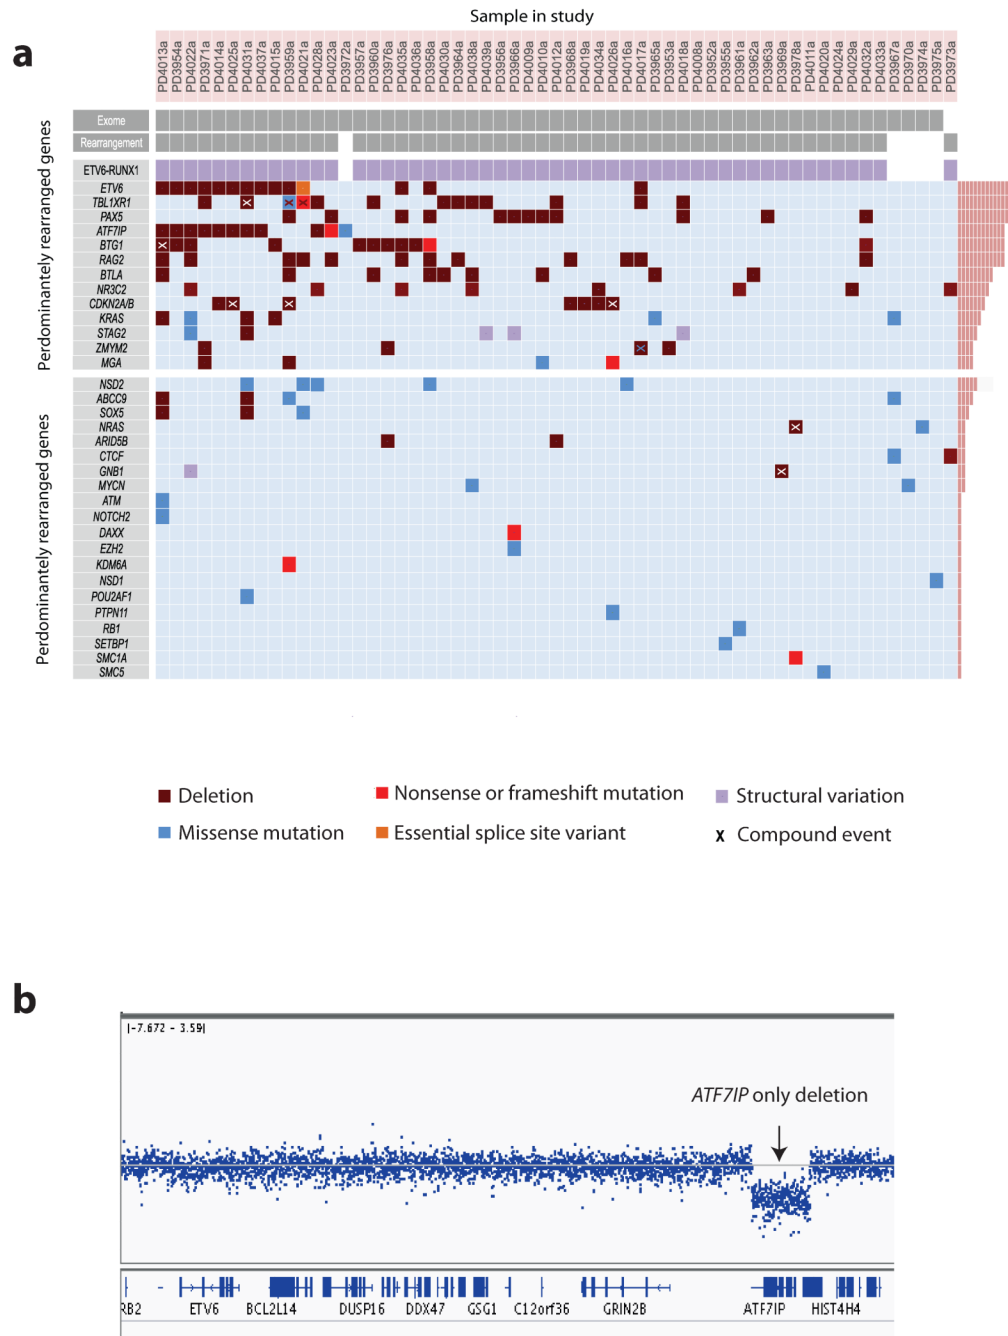 Sample in study
a
PD4013a
PD3954a
PD4022a
PD3971a
PD4014a
PD4025a
PD4031a
PD4037a
PD4015a
PD3959a
PD4021a
PD4028a
PD4023a
PD3972a
PD3957a
PD3960a
PD3976a
PD4035a
PD4036a
PD3958a
PD4030a
PD3964a
PD4038a
PD4039a
PD3956a
PD3966a
PD4009a
PD4010a
PD4012a
PD3968a
PD4019a
PD4034a
PD4026a
PD4016a
PD4017a
PD3965a
PD3953a
PD4018a
PD4008a
PD3952a
PD3955a
PD3961a
PD3962a
PD3963a
PD3969a
PD3978a
PD4011a
PD4020a
PD4024a
PD4029a
PD4032a
PD4033a
PD3967a
PD3970a
PD3974a
PD3975a
PD3973a
Perdominantely rearranged genes
Exome
Rearrangement
ETV6-RUNX1
ETV6
TBL1XR1
PAX5
ATF7IP
BTG1
RAG2
BTLA
NR3C2
CDKN2A/B
KRAS
STAG2
ZMYM2
MGA
Perdominantely rearranged genes
NSD2
ABCC9
SOX5
NRAS
ARID5B
CTCF
GNB1
MYCN
ATM
NOTCH2
DAXX
EZH2
KDM6A
NSD1
POU2AF1
PTPN11
RB1
SETBP1
SMC1A
SMC5
Deletion
Nonsense or frameshift mutation
Structural variation
Missense mutation
Essential splice site variant
x Compound event
b
[-7.672 - 3.59]
ATF7IP only deletion
RB2 ETV6 BCL2L14 DUSP16 DDX47 GSG1 C12orf36 GRIN2B ATF7IP HIST4H4